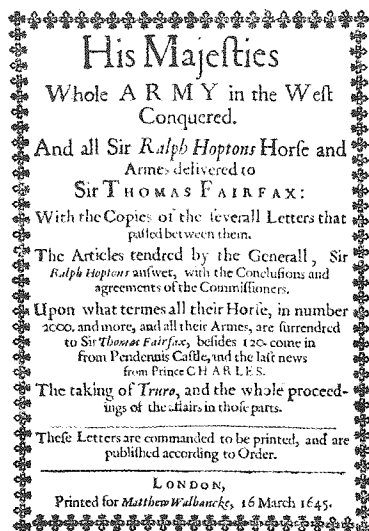 His Majeſties
Whole ARMY in the Weſt
Conquered.
And all Sir Ralph Hoptons Horſe and
Armes delivered to
Sir THOMAS FAIRFAX:
With the Copies of the ſeverall Letters that
paſſed between them.
The Articles tendred by the Generall, Sir
Ralph Hoptons anſwer, with the Concluſions and
agreements of the Commiſſioners.
Upon what termes all their Horſe, in number
2000. and more, and all their Armes, are ſurrendred
to Sir Thomas Fairfax, beſides 120. come in
from Pendennis Caſtle, and the laſt news
from Prince CHARLES.
The taking of Truro, and the whole proceed-
ings of the affairs in thoſe parts.
Theſe Letters are commanded to be printed, and are
publiſhed according to Order.
LONDON,
Printed for Matthew Walbancke, 16 March 1645.